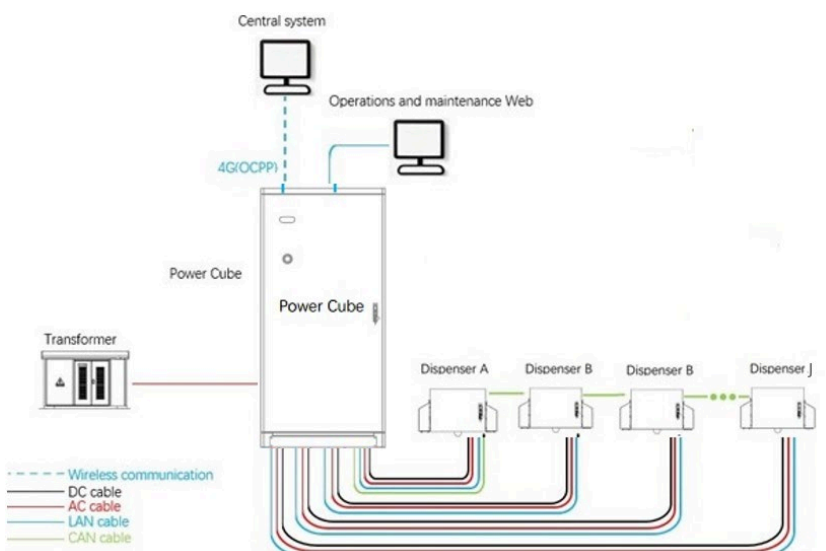 Central system
Operations and maintenance Web
4G(OCPP)
Power Cube
Power Cube
Transformer
Dispenser A
Dispenser B
Dispenser B
Dispenser J
Wireless communication
DC cable
AC cable
LAN cable
CAN cable